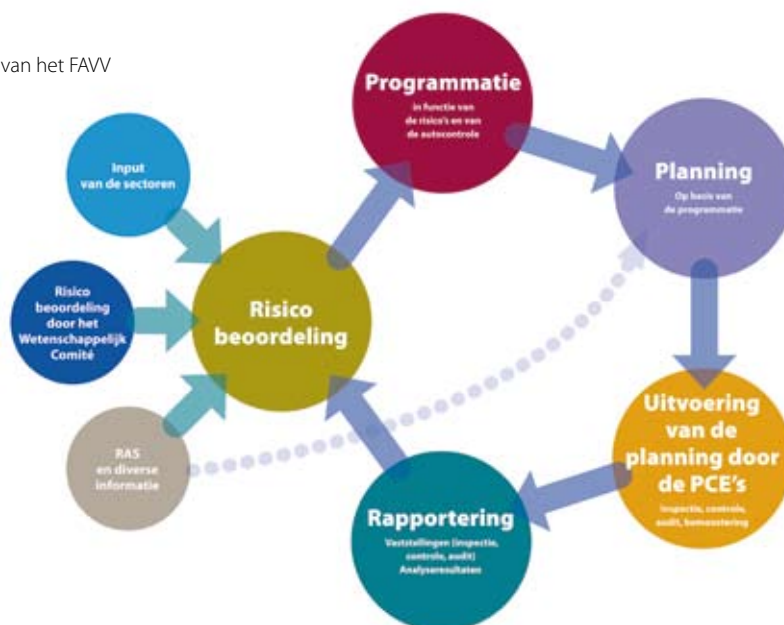 van het FAVV
Programmatie
in functie van
de risico's en van
de autocontrole
Input
van de sectoren
Planning
Op basis van
de programmatie
Risico
beoordeling
door het
Wetenschappelijk
Comité
Risico
beoordeling
RAS
en diverse
informatie
Uitvoering
van de
planning door
de PCE's
inspectie, controle,
audit, bemonstering
Rapportering
Vaststellingen (inspectie,
controle, audit)
Analyseresultaten